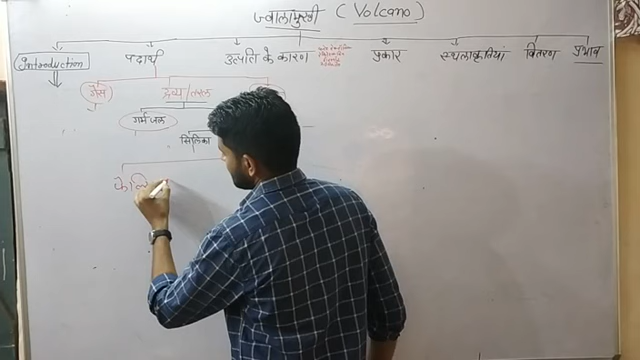 ज्वालामुखी (Volcano)
Introduction पदार्थ उत्पति के कारण प्रकार स्थलाकृतियां वितरण प्रभाव
गैस द्रव्य/तरल
गर्म जल
सिलिका